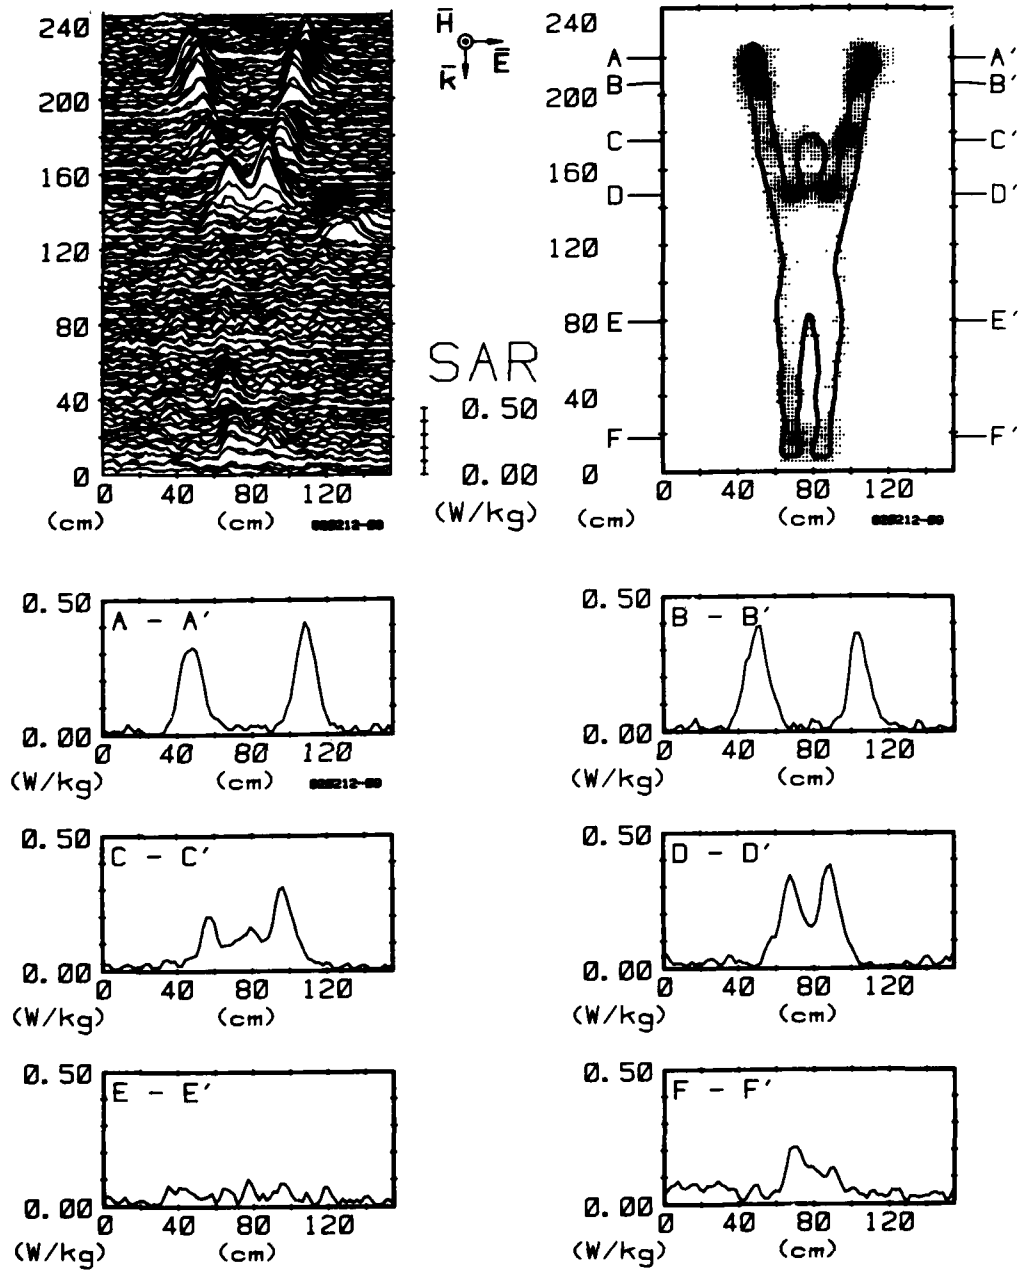 240
200
160
120
80
40
0
0 40 80 120
(cm) (cm)
H̄
Ē
k̄
SAR
0.50
0.00
(W/kg)
240
200
160
120
80
40
0
A
B
C
D
E
F
A'
B'
C'
D'
E'
F'
0 40 80 120
(cm) (cm)
0.50
A - A'
0.00
0 40 80 120
(W/kg) (cm)
0.50
B - B'
0.00
0 40 80 120
(W/kg) (cm)
0.50
C - C'
0.00
0 40 80 120
(W/kg) (cm)
0.50
D - D'
0.00
0 40 80 120
(W/kg) (cm)
0.50
E - E'
0.00
0 40 80 120
(W/kg) (cm)
0.50
F - F'
0.00
0 40 80 120
(W/kg) (cm)